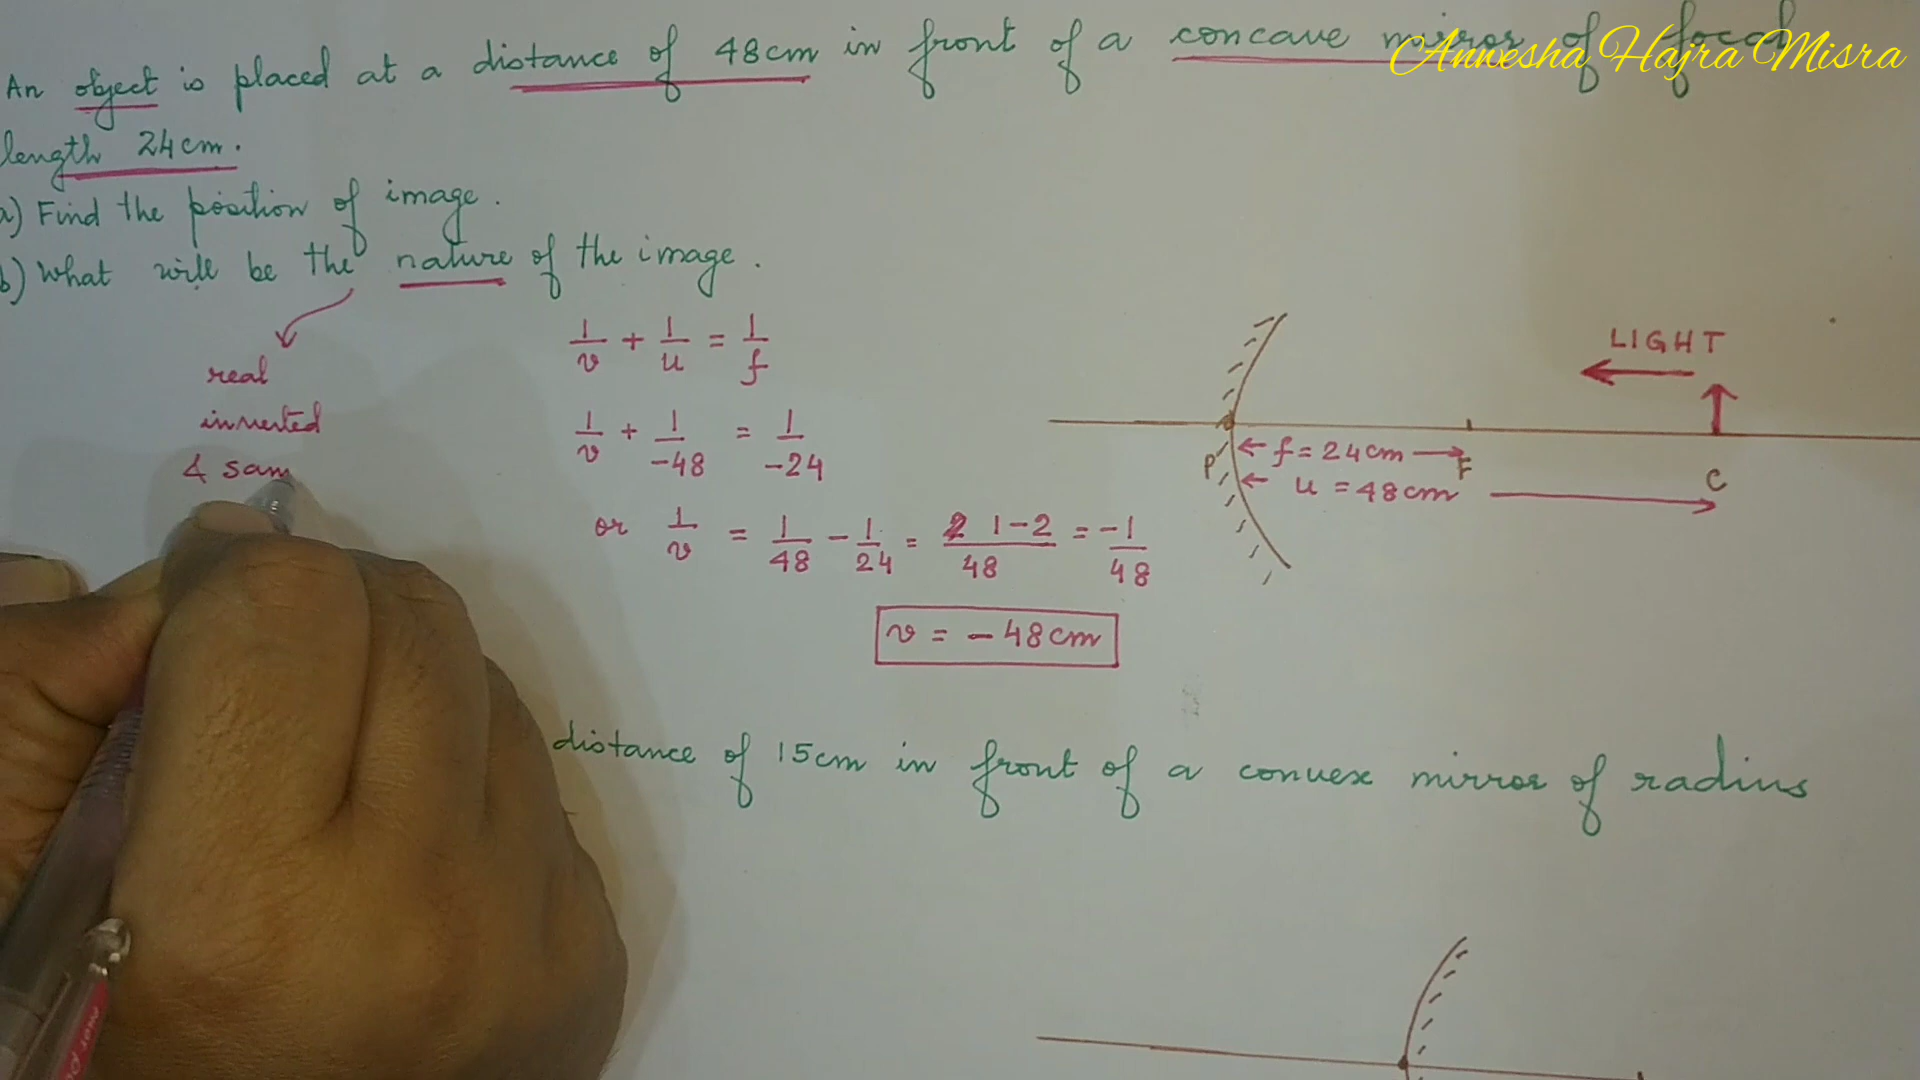 An object is placed at a distance of 48cm in front of a concave mirror of focal
Annesha Hajra Misra
length 24cm.
a) Find the position of image.
b) What will be the nature of the image.
real
inverted
& sam
1/v + 1/u = 1/f
1/v + 1/-48 = 1/-24
or 1/v = 1/48 - 1/24 = 2 1-2/48 = -1/48
v = -48cm
LIGHT
f = 24cm
P
F
C
u = 48cm
distance of 15cm in front of a convex mirror of radius